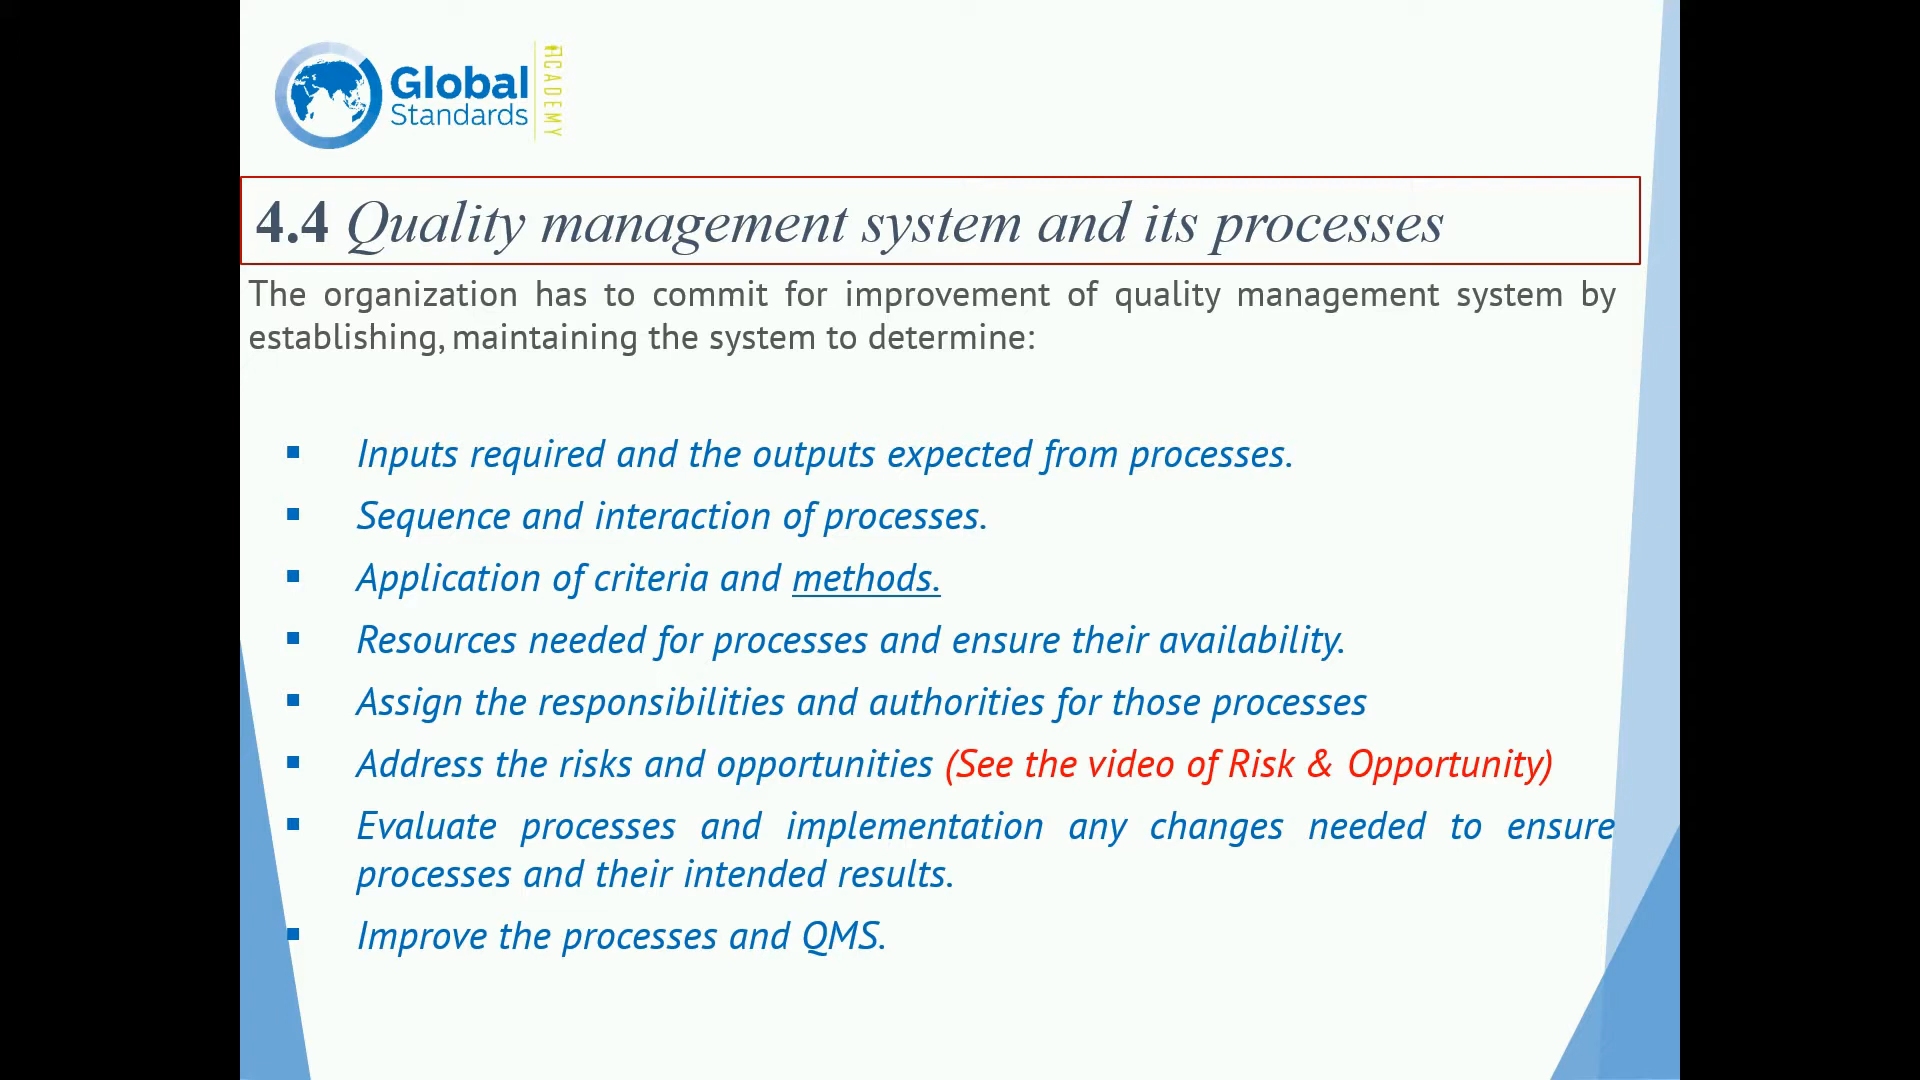 Global
Standards
ACADEMY
4.4 Quality management system and its processes
The organization has to commit for improvement of quality management system by
establishing, maintaining the system to determine:
▪ Inputs required and the outputs expected from processes.
▪ Sequence and interaction of processes.
▪ Application of criteria and methods.
▪ Resources needed for processes and ensure their availability.
▪ Assign the responsibilities and authorities for those processes
▪ Address the risks and opportunities (See the video of Risk & Opportunity)
▪ Evaluate processes and implementation any changes needed to ensure
processes and their intended results.
▪ Improve the processes and QMS.